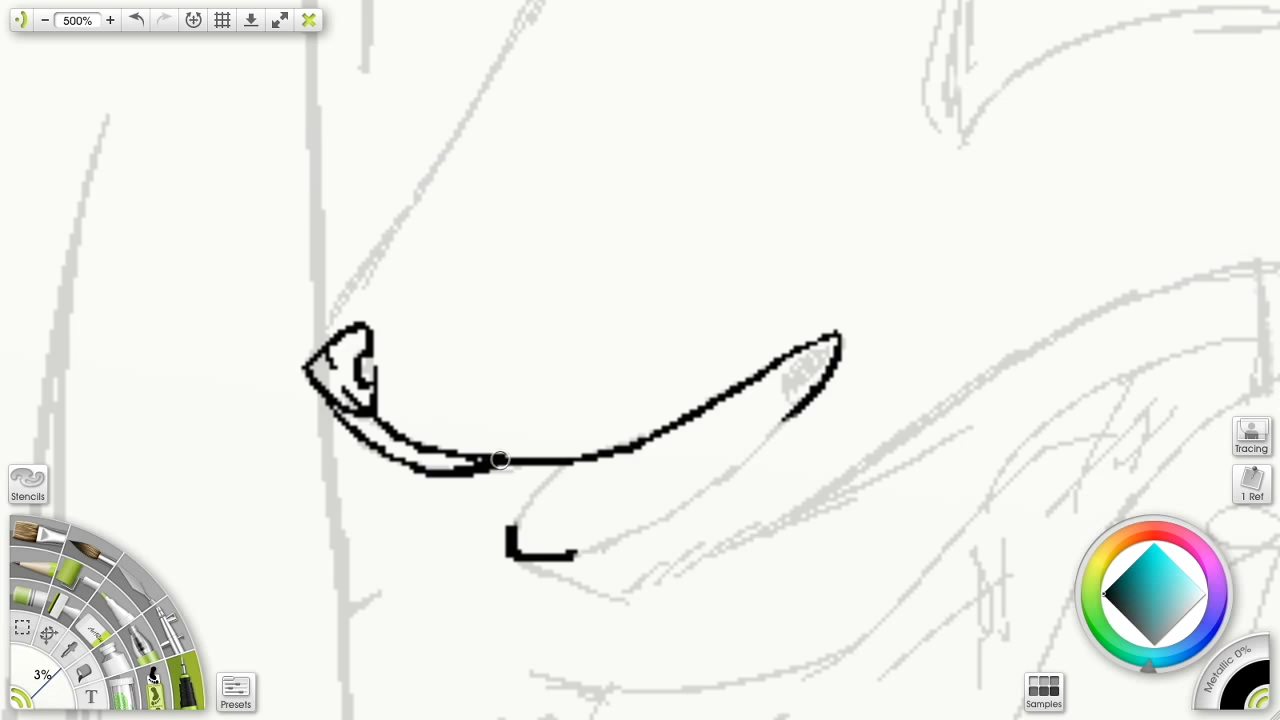 500%
Tracing
1 Ref
Stencils
3%
T
Presets
Samples
Metallic 0%